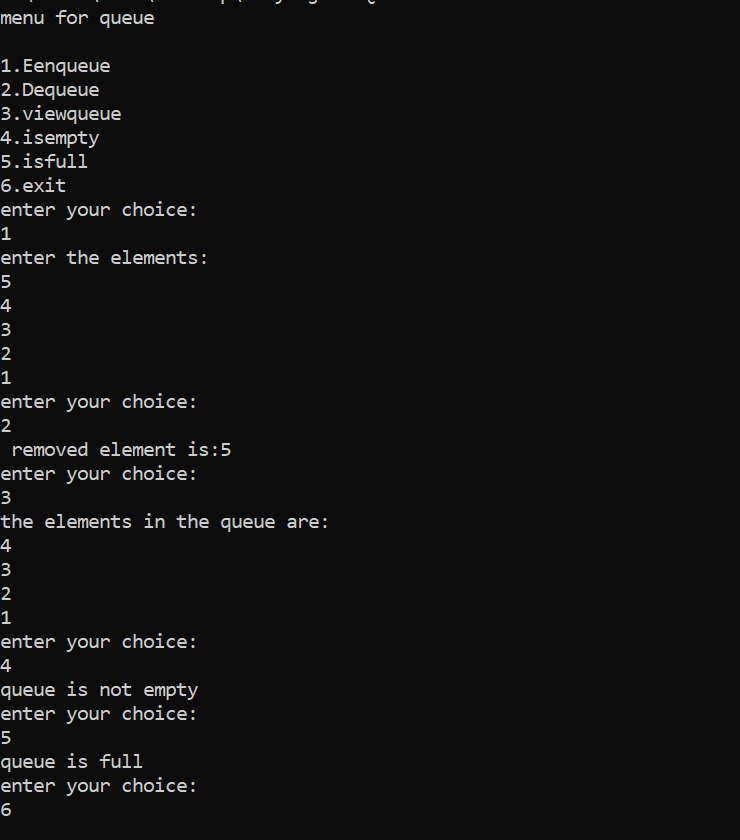 menu for queue
1.Eenqueue
2.Dequeue
3.viewqueue
4.isempty
5.isfull
6.exit
enter your choice:
1
enter the elements:
5
4
3
2
1
enter your choice:
2
removed element is:5
enter your choice:
3
the elements in the queue are:
4
3
2
1
enter your choice:
4
queue is not empty
enter your choice:
5
queue is full
enter your choice:
6